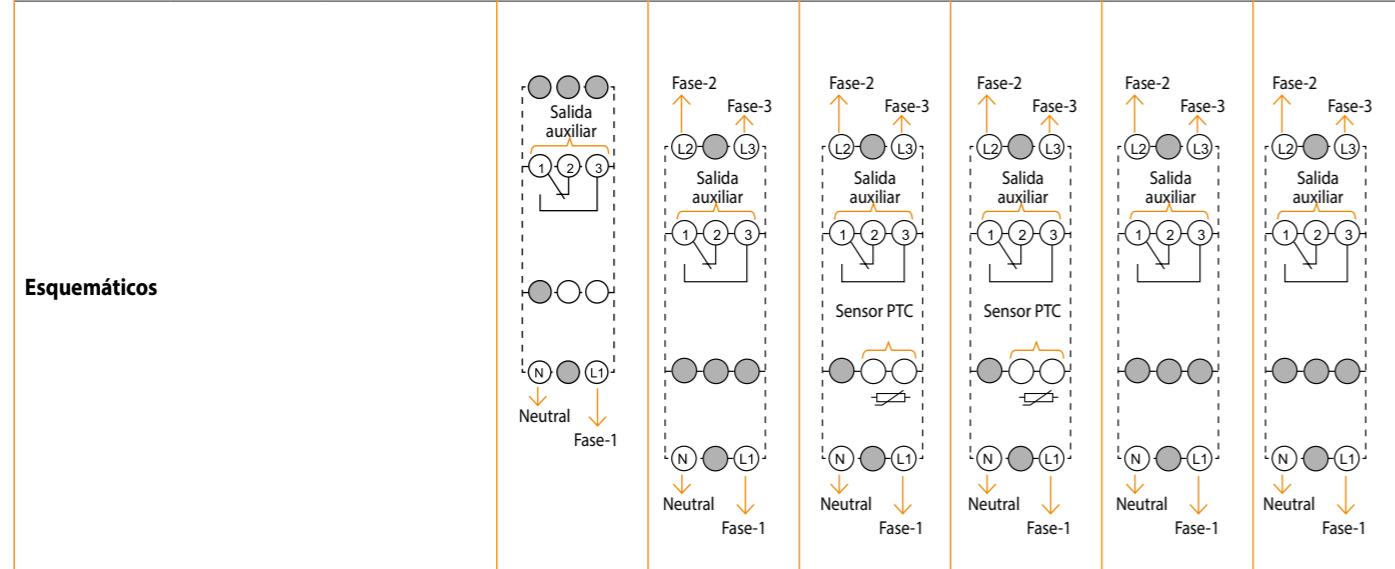 Esquemáticos
Salida
auxiliar
1 2 3
N L1
Neutral
Fase-1
Fase-2
Fase-3
L2 L3
Salida
auxiliar
1 2 3
N L1
Neutral
Fase-1
Fase-2
Fase-3
L2 L3
Salida
auxiliar
1 2 3
Sensor PTC
N L1
Neutral
Fase-1
Fase-2
Fase-3
L2 L3
Salida
auxiliar
1 2 3
Sensor PTC
N L1
Neutral
Fase-1
Fase-2
Fase-3
L2 L3
Salida
auxiliar
1 2 3
N L1
Neutral
Fase-1
Fase-2
Fase-3
L2 L3
Salida
auxiliar
1 2 3
N L1
Neutral
Fase-1